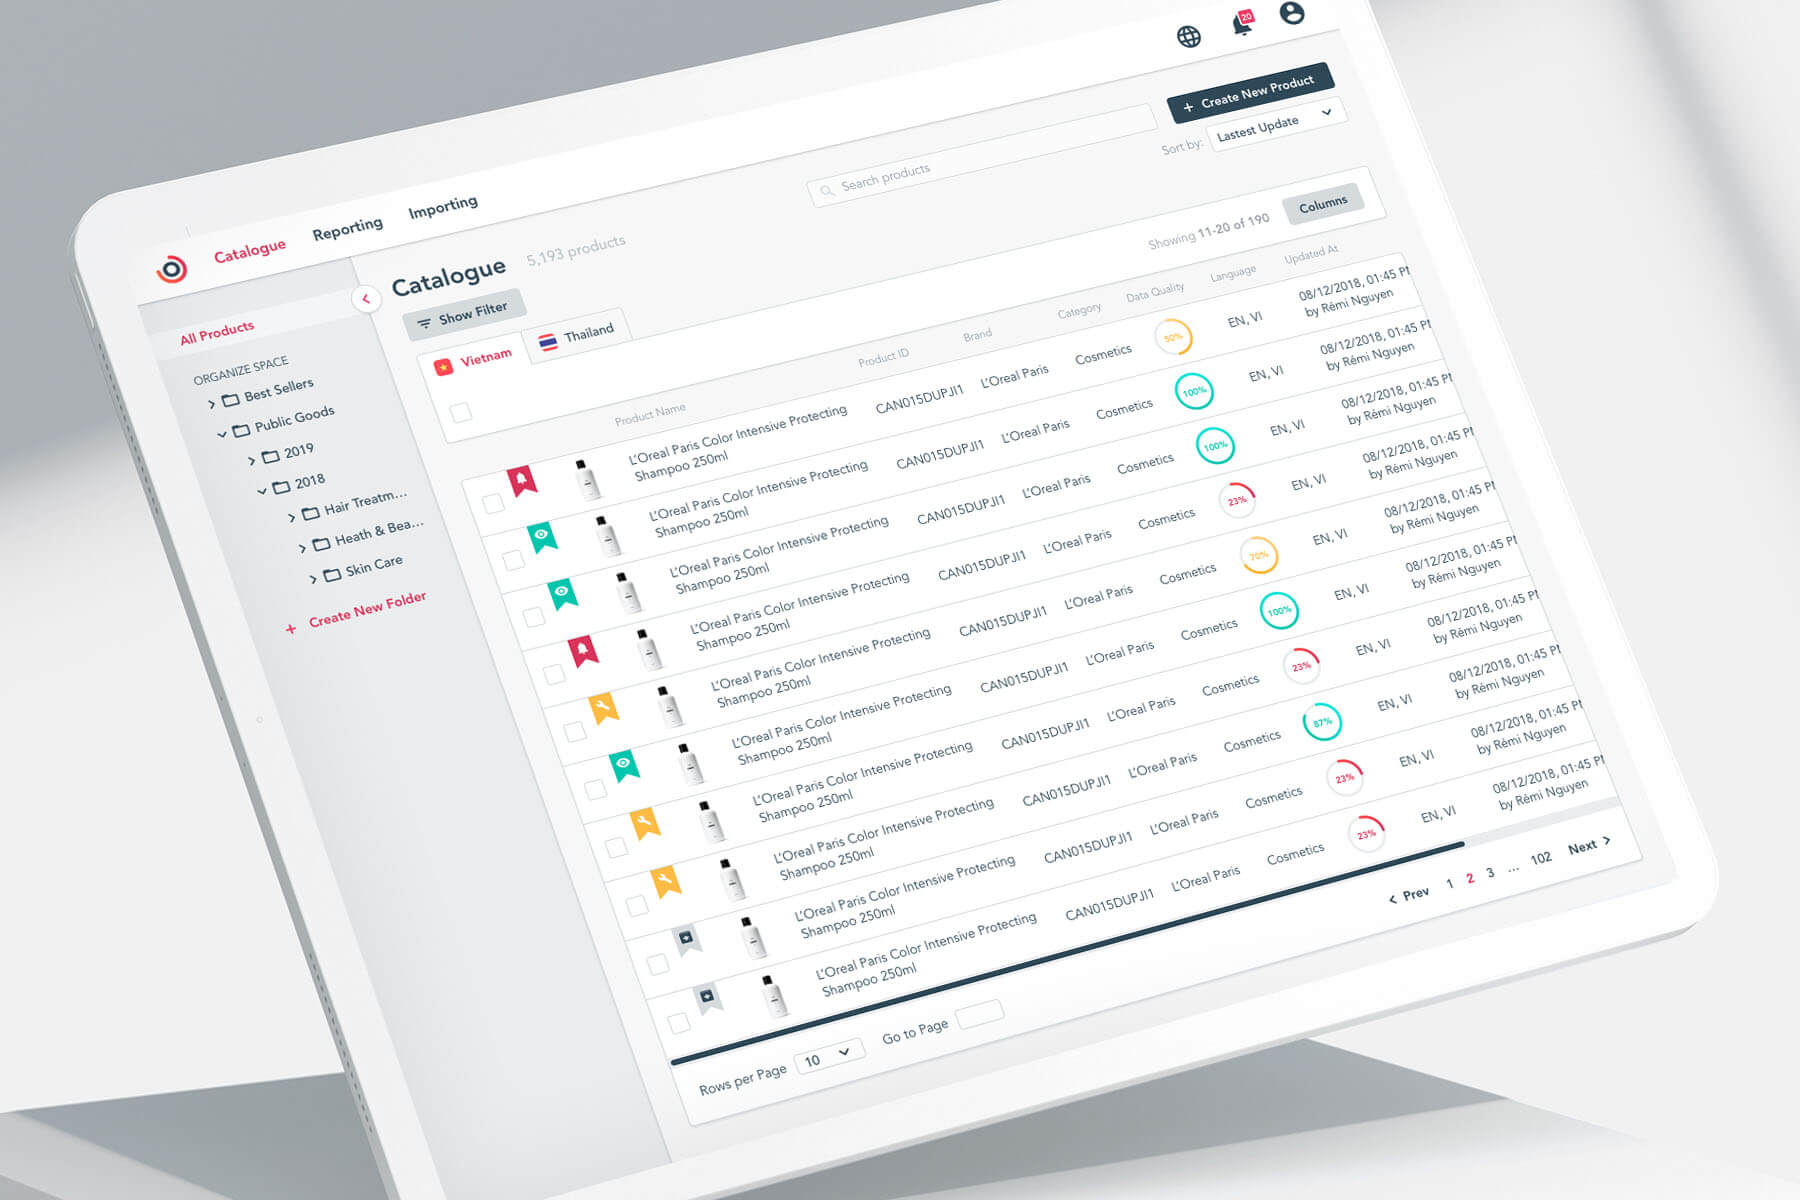 20
Catalogue
Reporting
Importing
+ Create New Product
Search products
Sort by:
Lastest Update
All Products
ORGANIZE SPACE
Best Sellers
Public Goods
2019
2018
Hair Treatm...
Heath & Bea...
Skin Care
+ Create New Folder
Catalogue
5,193 products
Show Filter
Vietnam
Thailand
Showing 11-20 of 190
Columns
Product Name Product ID Brand Category Data Quality Language Updated At
L'Oreal Paris Color Intensive Protecting CAN015DUPJI1 L'Oreal Paris Cosmetics 50% EN, VI 08/12/2018, 01:45 PM
Shampoo 250ml by Rémi Nguyen
L'Oreal Paris Color Intensive Protecting CAN015DUPJI1 L'Oreal Paris Cosmetics 100% EN, VI 08/12/2018, 01:45 PM
Shampoo 250ml by Rémi Nguyen
L'Oreal Paris Color Intensive Protecting CAN015DUPJI1 L'Oreal Paris Cosmetics 100% EN, VI 08/12/2018, 01:45 PM
Shampoo 250ml by Rémi Nguyen
L'Oreal Paris Color Intensive Protecting CAN015DUPJI1 L'Oreal Paris Cosmetics 23% EN, VI 08/12/2018, 01:45 PM
Shampoo 250ml by Rémi Nguyen
L'Oreal Paris Color Intensive Protecting CAN015DUPJI1 L'Oreal Paris Cosmetics 70% EN, VI 08/12/2018, 01:45 PM
Shampoo 250ml by Rémi Nguyen
L'Oreal Paris Color Intensive Protecting CAN015DUPJI1 L'Oreal Paris Cosmetics 100% EN, VI 08/12/2018, 01:45 PM
Shampoo 250ml by Rémi Nguyen
L'Oreal Paris Color Intensive Protecting CAN015DUPJI1 L'Oreal Paris Cosmetics 23% EN, VI 08/12/2018, 01:45 PM
Shampoo 250ml by Rémi Nguyen
L'Oreal Paris Color Intensive Protecting CAN015DUPJI1 L'Oreal Paris Cosmetics 87% EN, VI 08/12/2018, 01:45 PM
Shampoo 250ml by Rémi Nguyen
L'Oreal Paris Color Intensive Protecting CAN015DUPJI1 L'Oreal Paris Cosmetics 23% EN, VI 08/12/2018, 01:45 PM
Shampoo 250ml by Rémi Nguyen
L'Oreal Paris Color Intensive Protecting CAN015DUPJI1 L'Oreal Paris Cosmetics 23% EN, VI 08/12/2018, 01:45 PM
Shampoo 250ml by Rémi Nguyen
Rows per Page 10 Go to Page
Prev 1 2 3 ... 102 Next